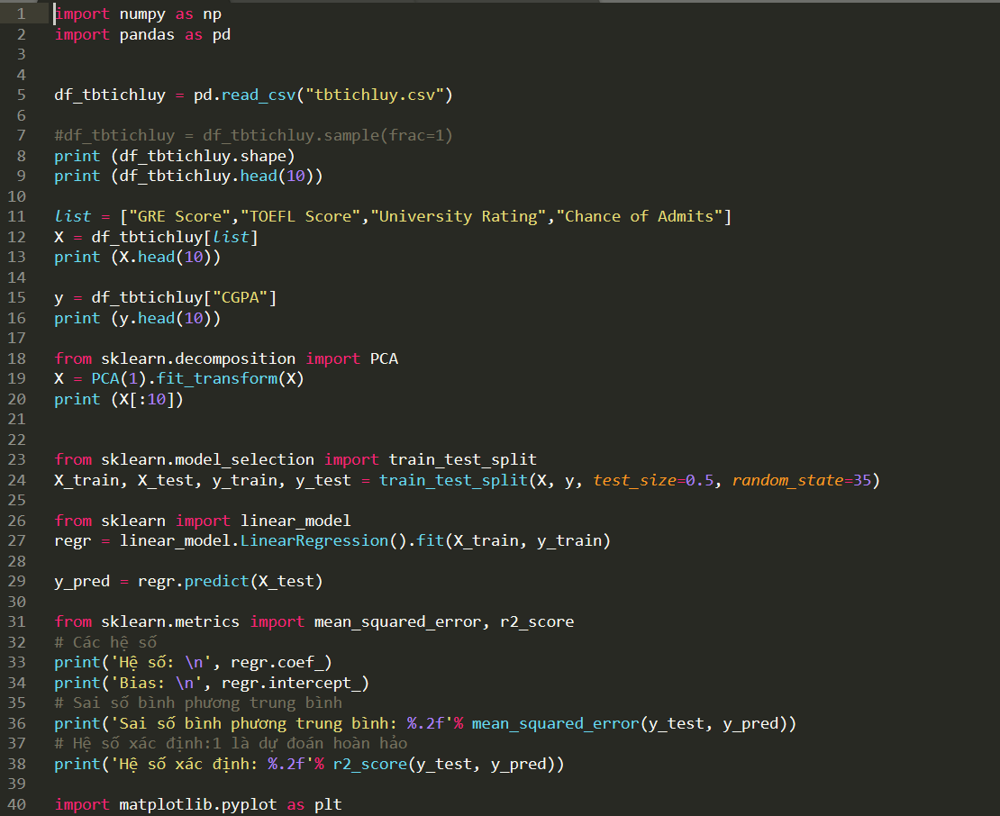 1 import numpy as np
2 import pandas as pd
3
4
5 df_tbtichluy = pd.read_csv("tbtichluy.csv")
6
7 #df_tbtichluy = df_tbtichluy.sample(frac=1)
8 print (df_tbtichluy.shape)
9 print (df_tbtichluy.head(10))
10
11 list = ["GRE Score","TOEFL Score","University Rating","Chance of Admits"]
12 X = df_tbtichluy[list]
13 print (X.head(10))
14
15 y = df_tbtichluy["CGPA"]
16 print (y.head(10))
17
18 from sklearn.decomposition import PCA
19 X = PCA(1).fit_transform(X)
20 print (X[:10])
21
22
23 from sklearn.model_selection import train_test_split
24 X_train, X_test, y_train, y_test = train_test_split(X, y, test_size=0.5, random_state=35)
25
26 from sklearn import linear_model
27 regr = linear_model.LinearRegression().fit(X_train, y_train)
28
29 y_pred = regr.predict(X_test)
30
31 from sklearn.metrics import mean_squared_error, r2_score
32 # Các hệ số
33 print('Hệ số: \n', regr.coef_)
34 print('Bias: \n', regr.intercept_)
35 # Sai số bình phương trung bình
36 print('Sai số bình phương trung bình: %.2f'% mean_squared_error(y_test, y_pred))
37 # Hệ số xác định:1 là dự đoán hoàn hảo
38 print('Hệ số xác định: %.2f'% r2_score(y_test, y_pred))
39
40 import matplotlib.pyplot as plt